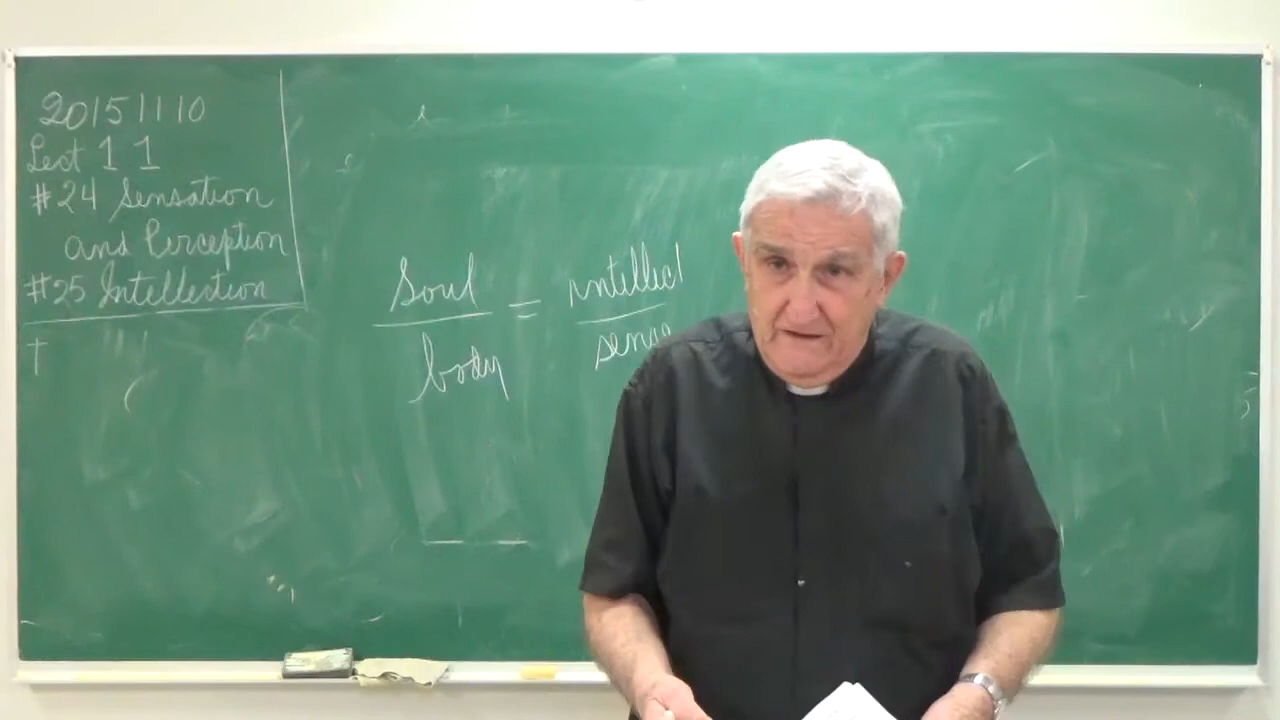 20151110
Lect 11
#24 Sensation
and Perception
#25 Intellection
Soul = intellect
body sense